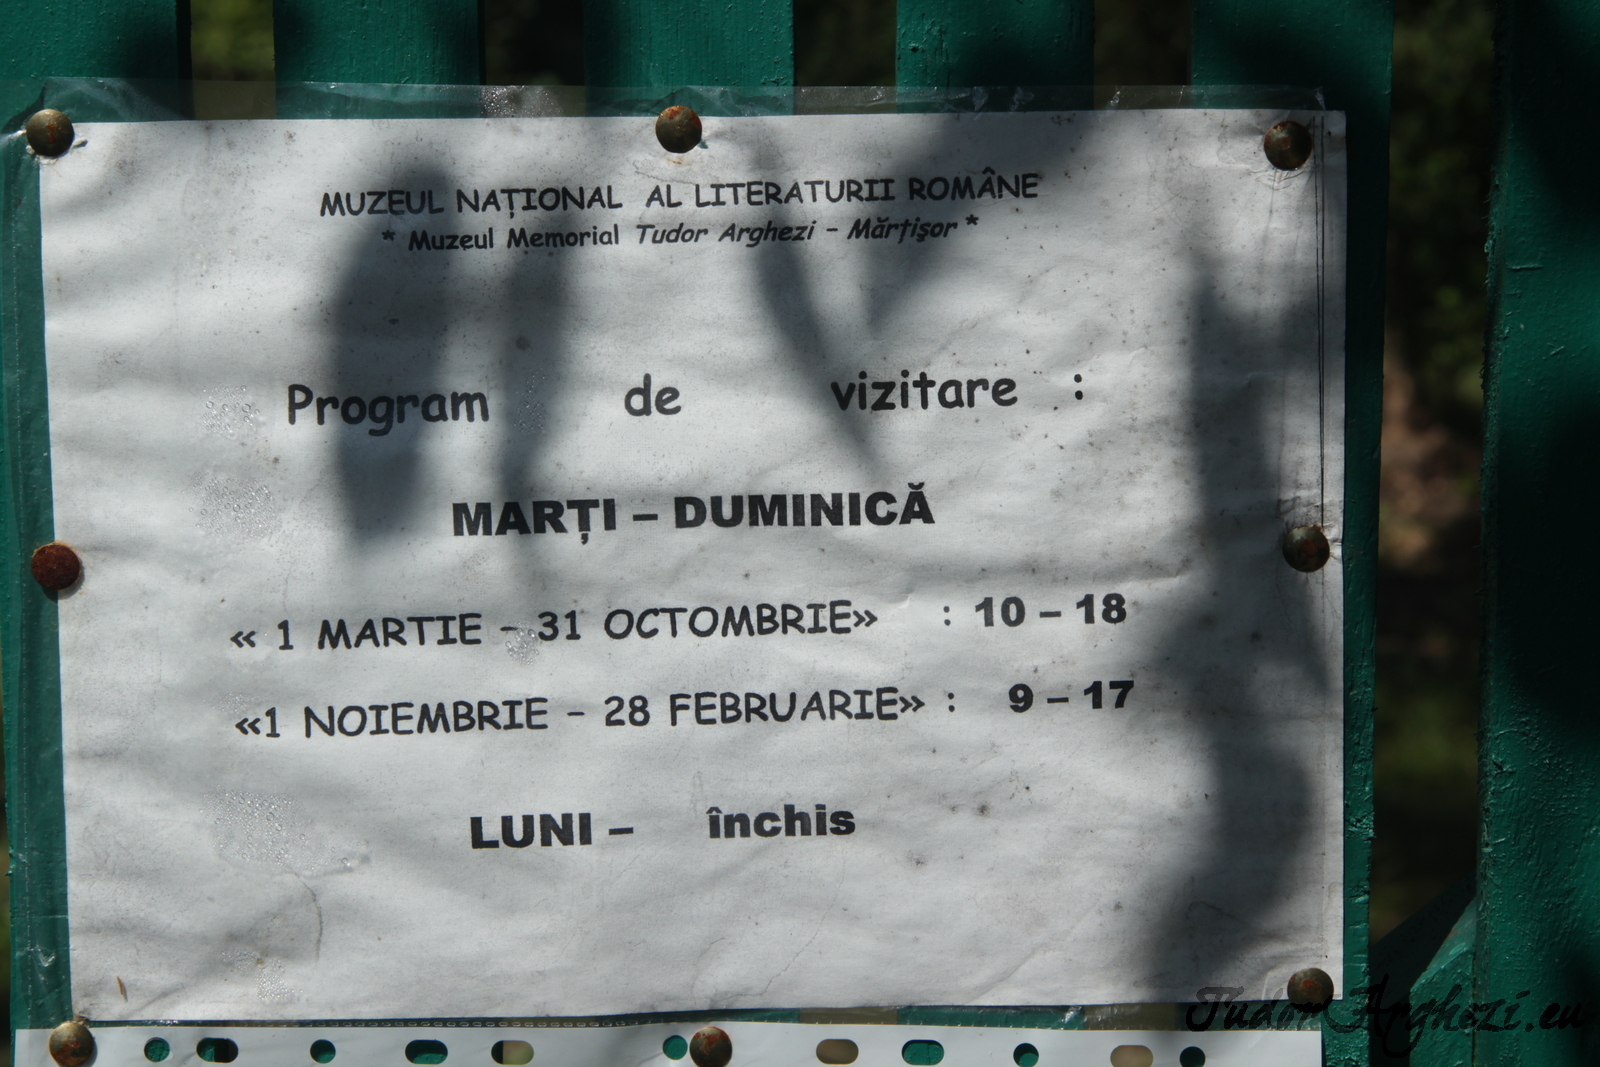 MUZEUL NAȚIONAL AL LITERATURII ROMÂNE
* Muzeul Memorial Tudor Arghezi - Mărțișor *
Program de vizitare :
MARȚI – DUMINICĂ
« 1 MARTIE - 31 OCTOMBRIE» : 10 – 18
«1 NOIEMBRIE - 28 FEBRUARIE» : 9 – 17
LUNI – închis
TudorArghezi.eu